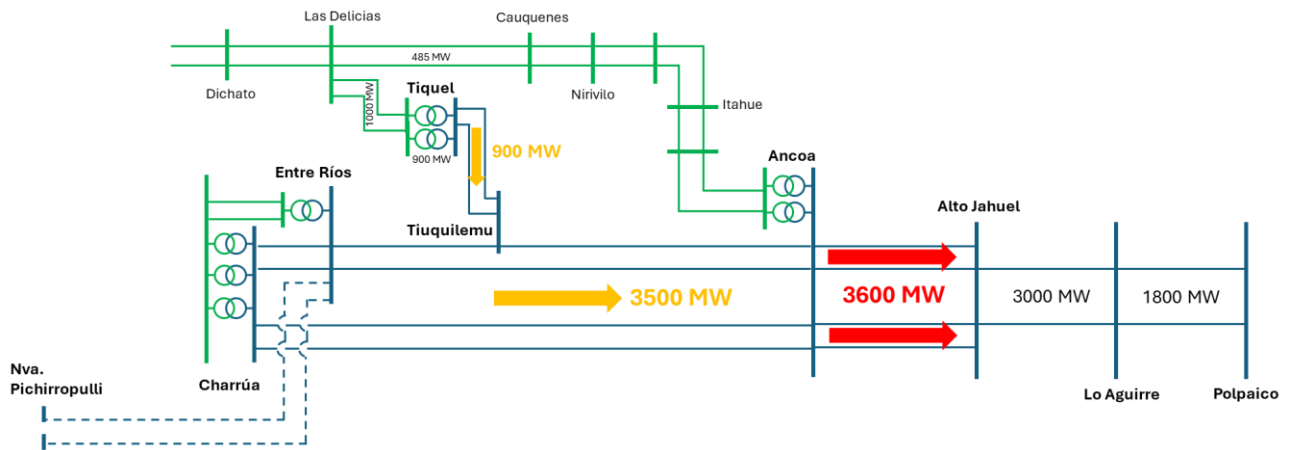 Las Delicias
Cauquenes
485 MW
Dichato
1000 MW
Tiquel
Nirivilo
Itahue
900 MW
900 MW
Entre Ríos
Ancoa
Tiuquilemu
Alto Jahuel
3500 MW
3600 MW
3000 MW
1800 MW
Nva.
Pichirropulli
Charrúa
Lo Aguirre
Polpaico